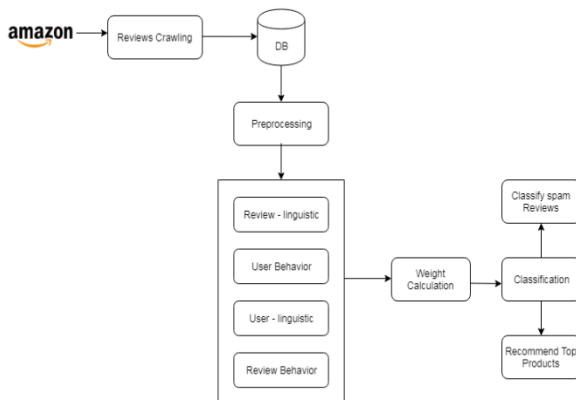 amazon
Reviews Crawling
DB
Preprocessing
Review - linguistic
User Behavior
User - linguistic
Review Behavior
Weight
Calculation
Classify spam
Reviews
Classification
Recommend Top
Products